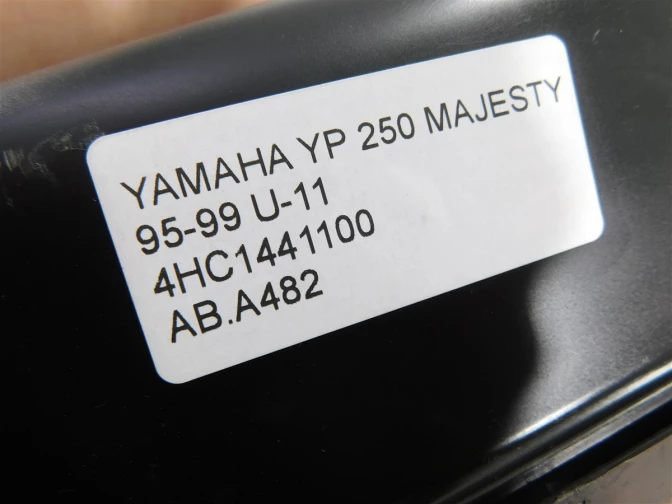 YAMAHA YP 250 MAJESTY
95-99 U-11
4HC1441100
AB.A482